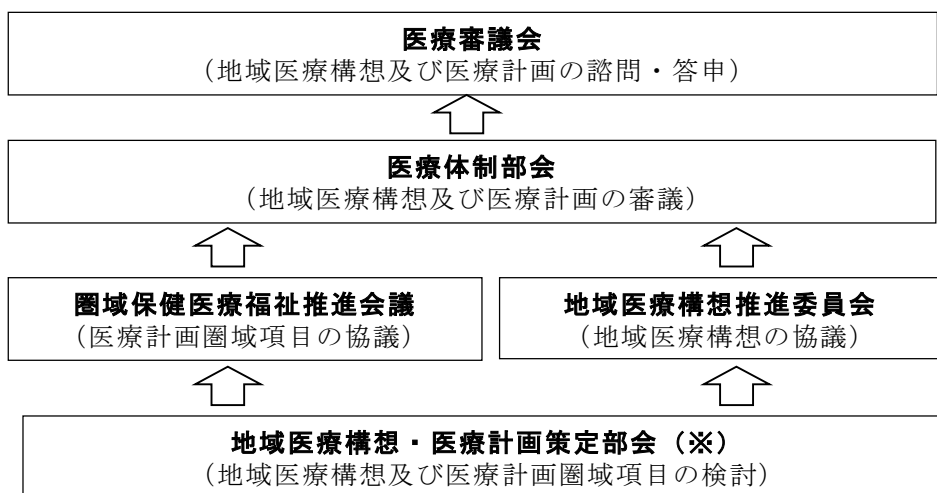 医療審議会
（地域医療構想及び医療計画の諮問・答申）
医療体制部会
（地域医療構想及び医療計画の審議）
圏域保健医療福祉推進会議
（医療計画圏域項目の協議）
地域医療構想推進委員会
（地域医療構想の協議）
地域医療構想・医療計画策定部会（※）
（地域医療構想及び医療計画圏域項目の検討）